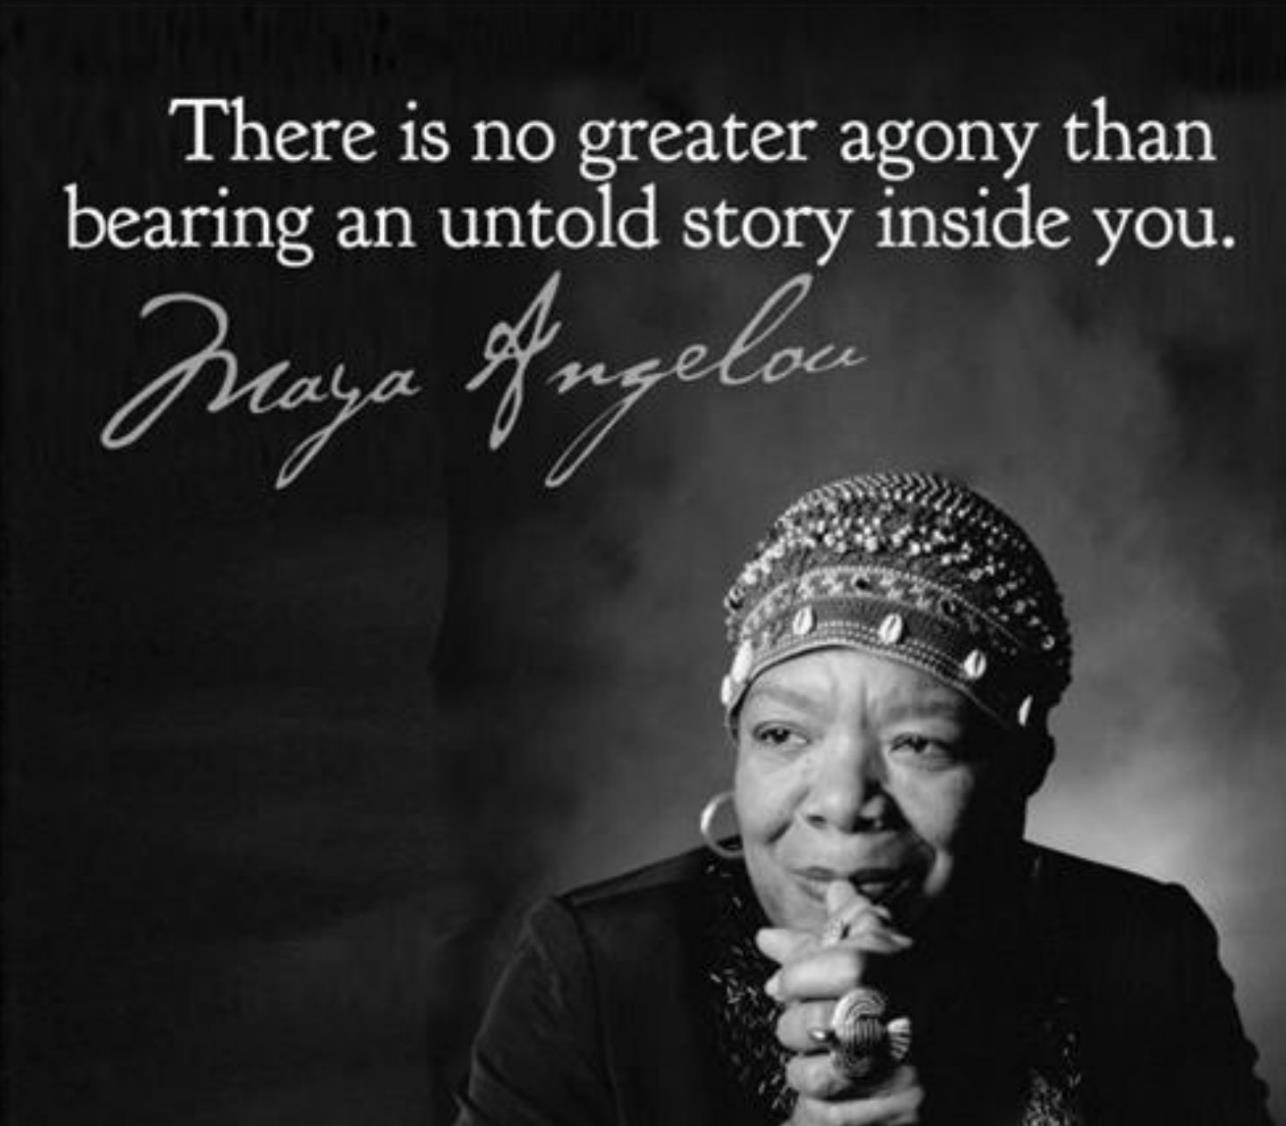 There is no greater agony than
bearing an untold story inside you.
Maya Angelou